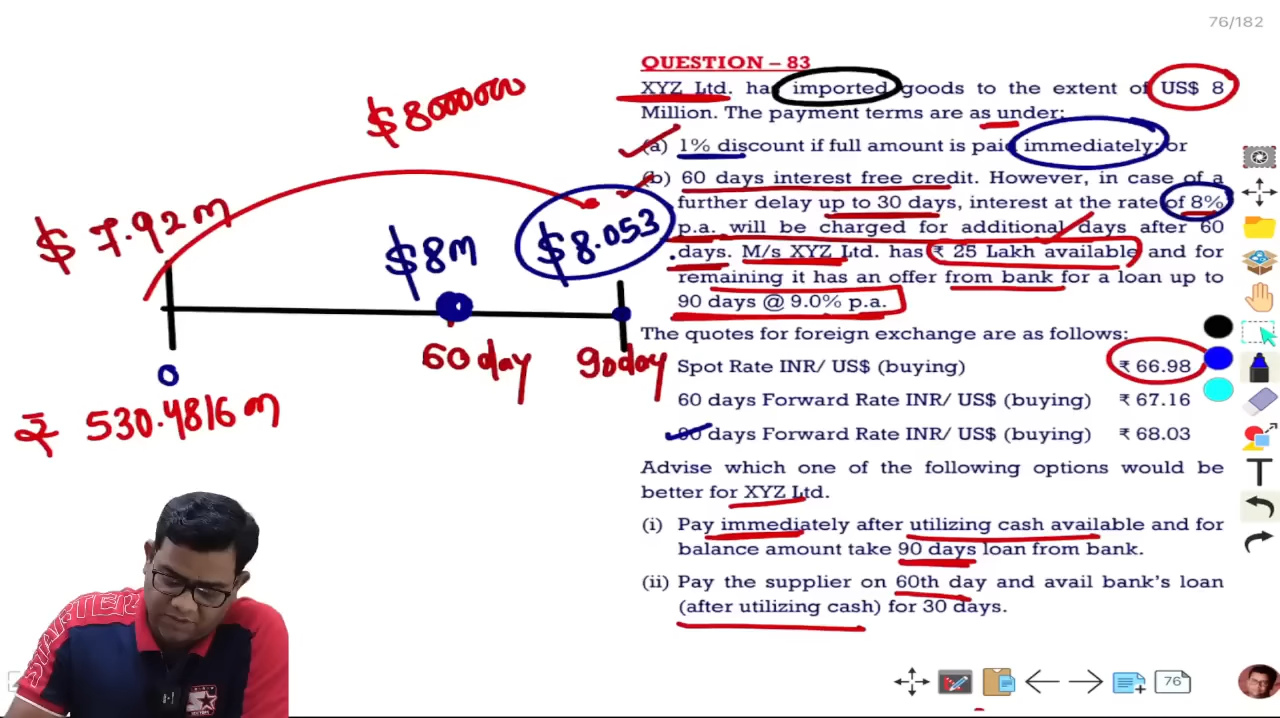 76/182
QUESTION – 83
XYZ Ltd. has imported goods to the extent of US$ 8
Million. The payment terms are as under:
(a) 1% discount if full amount is paid immediately; or
(b) 60 days interest free credit. However, in case of a
further delay up to 30 days, interest at the rate of 8%
p.a. will be charged for additional days after 60
days. M/s XYZ Ltd. has ₹ 25 Lakh available and for
remaining it has an offer from bank for a loan up to
90 days @ 9.0% p.a.
The quotes for foreign exchange are as follows:
Spot Rate INR/ US$ (buying) ₹ 66.98
60 days Forward Rate INR/ US$ (buying) ₹ 67.16
90 days Forward Rate INR/ US$ (buying) ₹ 68.03
Advise which one of the following options would be
better for XYZ Ltd.
(i) Pay immediately after utilizing cash available and for
balance amount take 90 days loan from bank.
(ii) Pay the supplier on 60th day and avail bank's loan
(after utilizing cash) for 30 days.
$8000000
$ 7.92 m
$8m
$8.053
0
60 day
90 day
₹ 530.4816 m
STARTER
T
76